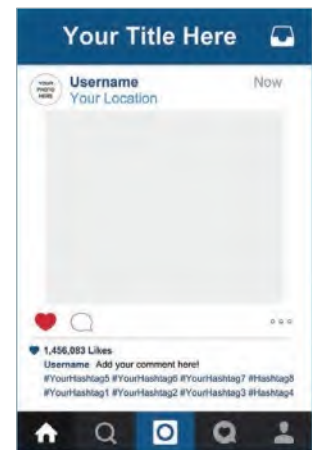 Your Title Here
YOUR
PHOTO
HERE
Username
Now
Your Location
1,456,083 Likes
Username Add your comment here!
#YourHashtag5 #YourHashtag6 #YourHashtag7 #Hashtag8
#YourHashtag1 #YourHashtag2 #YourHashtag3 #Hashtag4